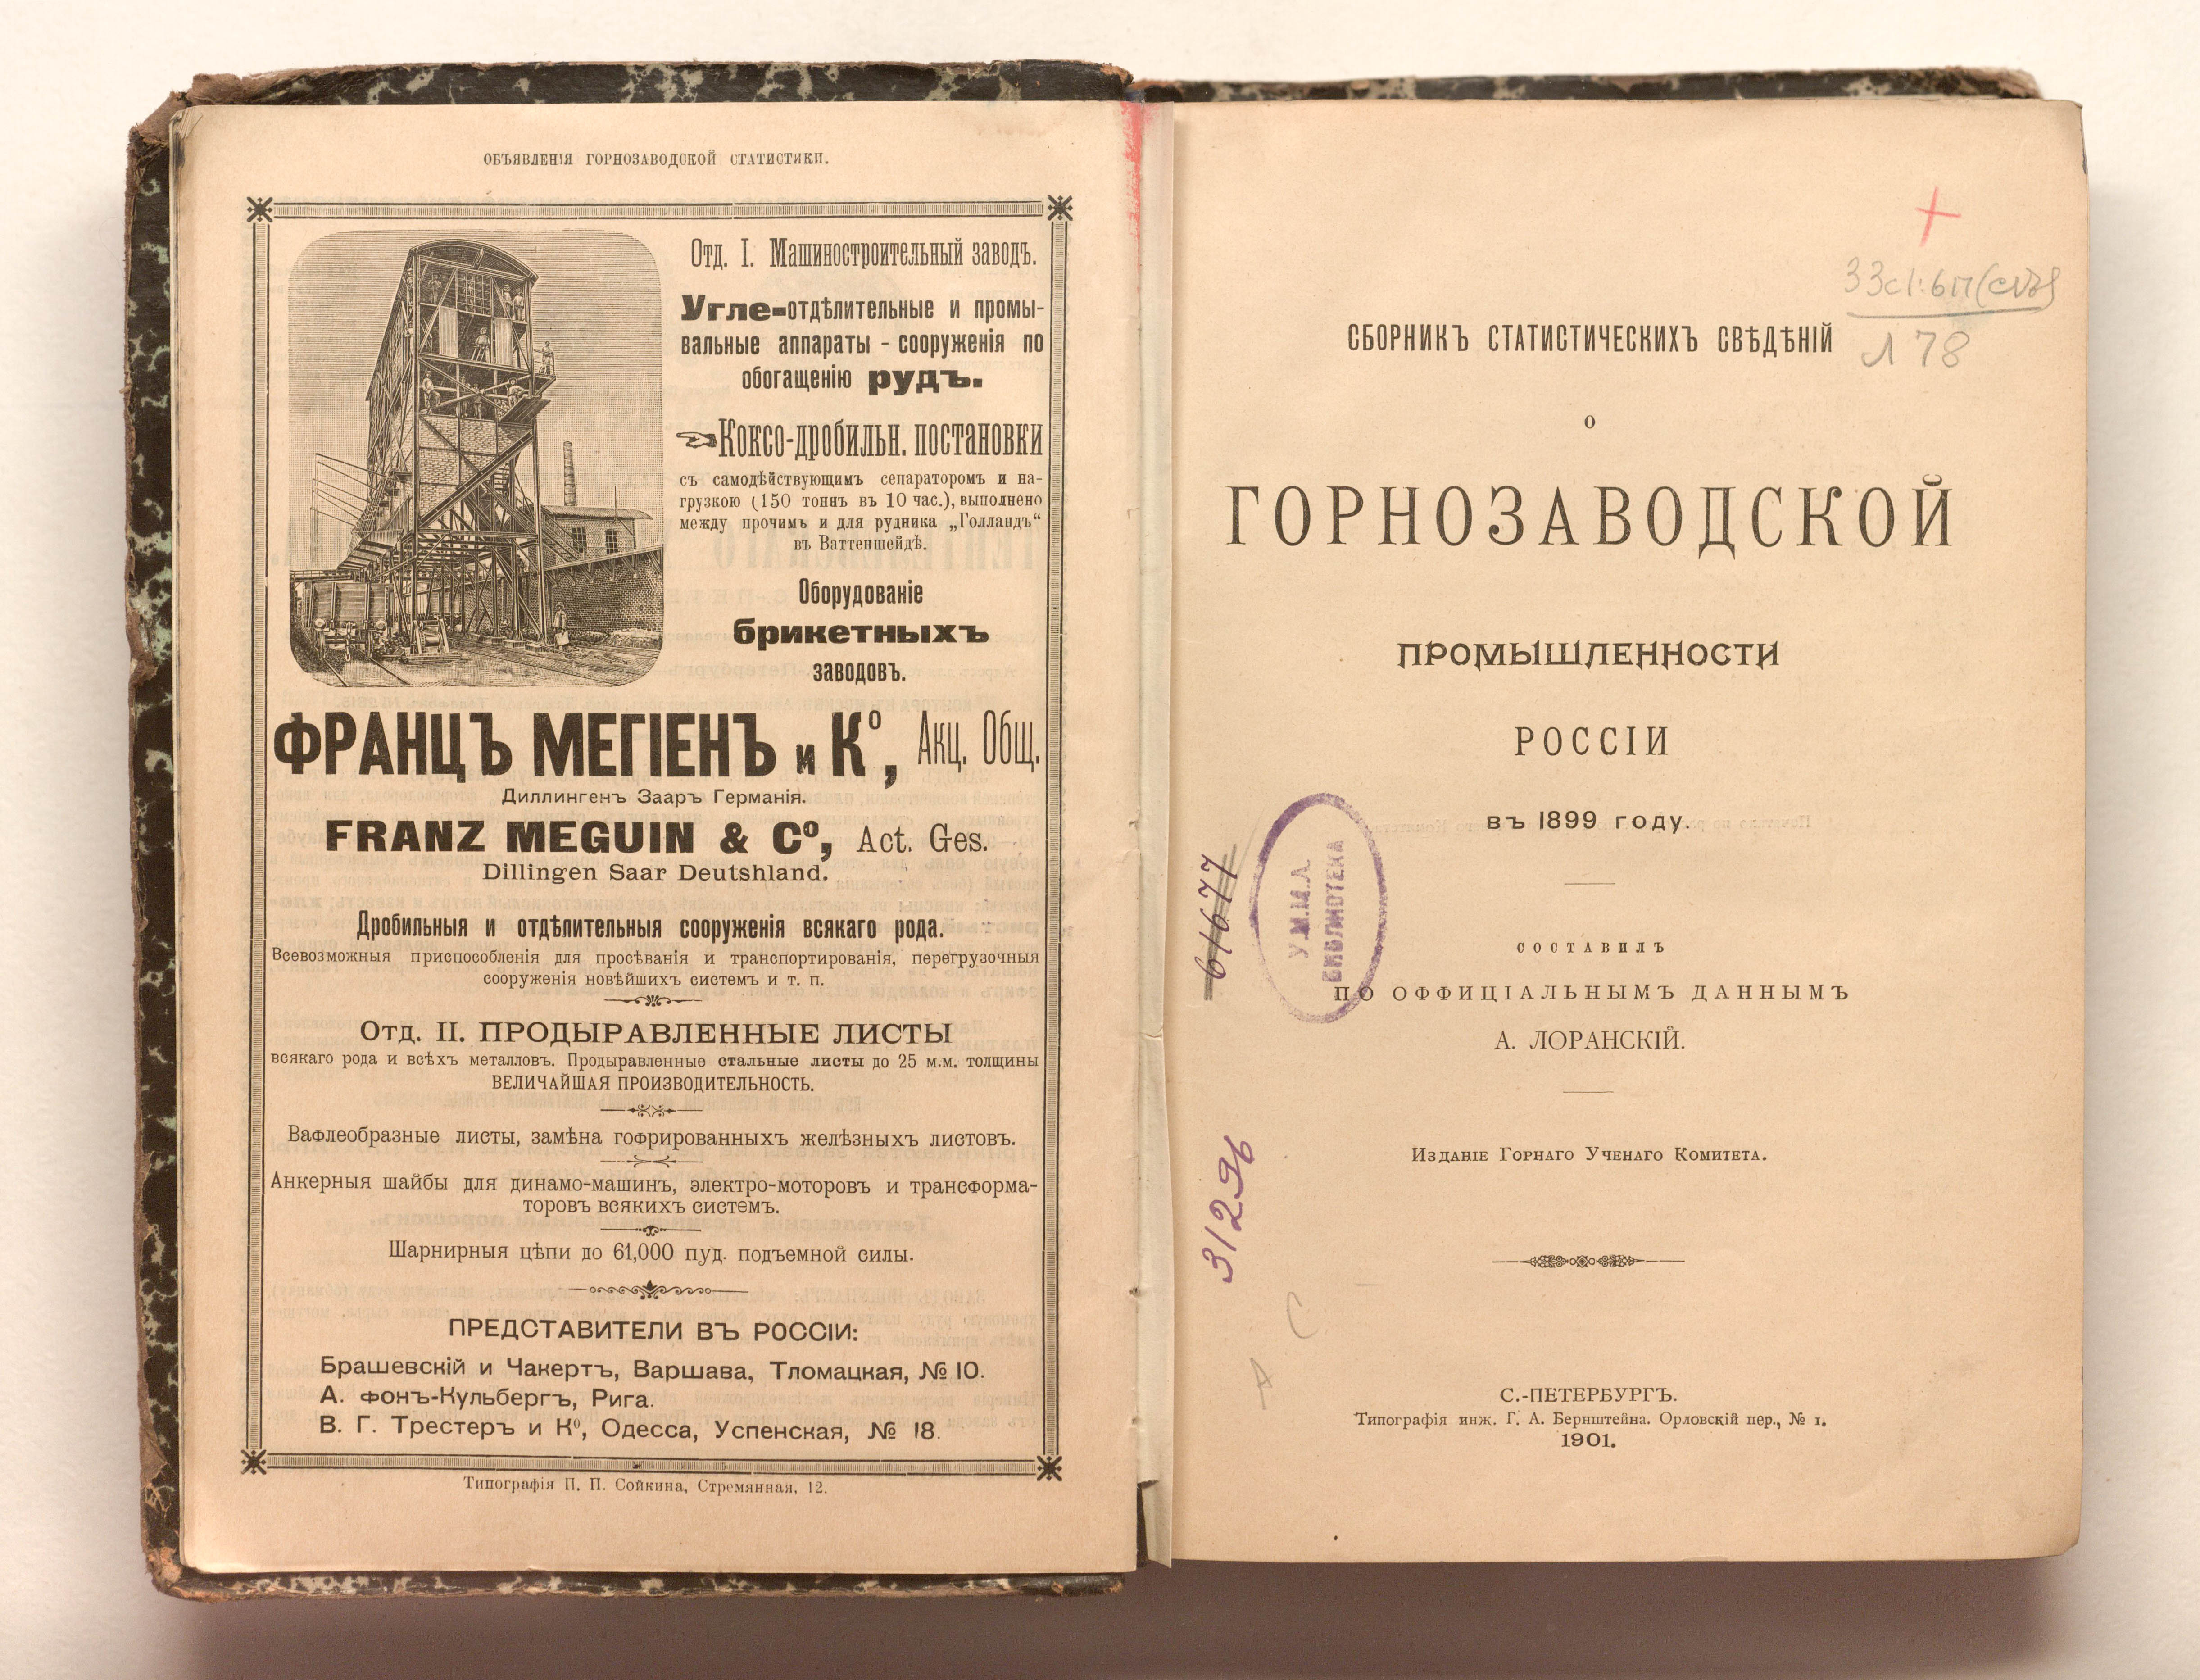 ОБЪЯВЛЕНІЯ ГОРНОЗАВОДСКОЙ СТАТИСТИКИ.
Отд. I. Машиностроительный заводъ.
Угле-отдѣлительные и промы-
вальные аппараты - сооруженія по
обогащенію рудъ.
Коксо-дробильн. постановки
съ самодѣйствующимъ сепараторомъ и на-
грузкою (150 тоннъ въ 10 час.), выполнено
между прочимъ и для рудника „Голландъ“
въ Ваттеншейдѣ.
Оборудованіе
брикетныхъ
заводовъ.
ФРАНЦЪ МЕГІЕНЪ и Кº, Акц. Общ.
Диллингенъ Зааръ Германія.
FRANZ MEGUIN & Cº, Act. Ges.
Dillingen Saar Deutshland.
Дробильныя и отдѣлительныя сооруженія всякаго рода.
Всевозможныя приспособленія для просѣванія и транспортированія, перегрузочныя
сооруженія новѣйшихъ системъ и т. п.
Отд. II. ПРОДЫРАВЛЕННЫЕ ЛИСТЫ
всякаго рода и всѣхъ металловъ. Продыравленные стальные листы до 25 м.м. толщины
ВЕЛИЧАЙШАЯ ПРОИЗВОДИТЕЛЬНОСТЬ.
Вафлеобразные листы, замѣна гофрированныхъ желѣзныхъ листовъ.
Анкерныя шайбы для динамо-машинъ, электро-моторовъ и трансформа-
торовъ всякихъ системъ.
Шарнирныя цѣпи до 61,000 пуд. подъемной силы.
ПРЕДСТАВИТЕЛИ ВЪ РОССІИ:
Брашевскій и Чакертъ, Варшава, Тломацкая, № 10.
А. фонъ-Кульбергъ, Рига.
В. Г. Трестеръ и Кº, Одесса, Успенская, № 18.
Типографія П. П. Сойкина, Стремянная, 12.
Л 78
СБОРНИКЪ СТАТИСТИЧЕСКИХЪ СВѢДѢНІЙ
О
ГОРНОЗАВОДСКОЙ
ПРОМЫШЛЕННОСТИ
РОССІИ
въ 1899 году.
61677
У.М.М.Л.
БИБЛИОТЕКА
СОСТАВИЛЪ
ПО ОФФИЦІАЛЬНЫМЪ ДАННЫМЪ
А. ЛОРАНСКІЙ.
Изданіе Горнаго Ученаго Комитета.
31296
С
А
С.-ПЕТЕРБУРГЪ.
Типографія инж. Г. А. Бернштейна. Орловскій пер., № 1.
1901.